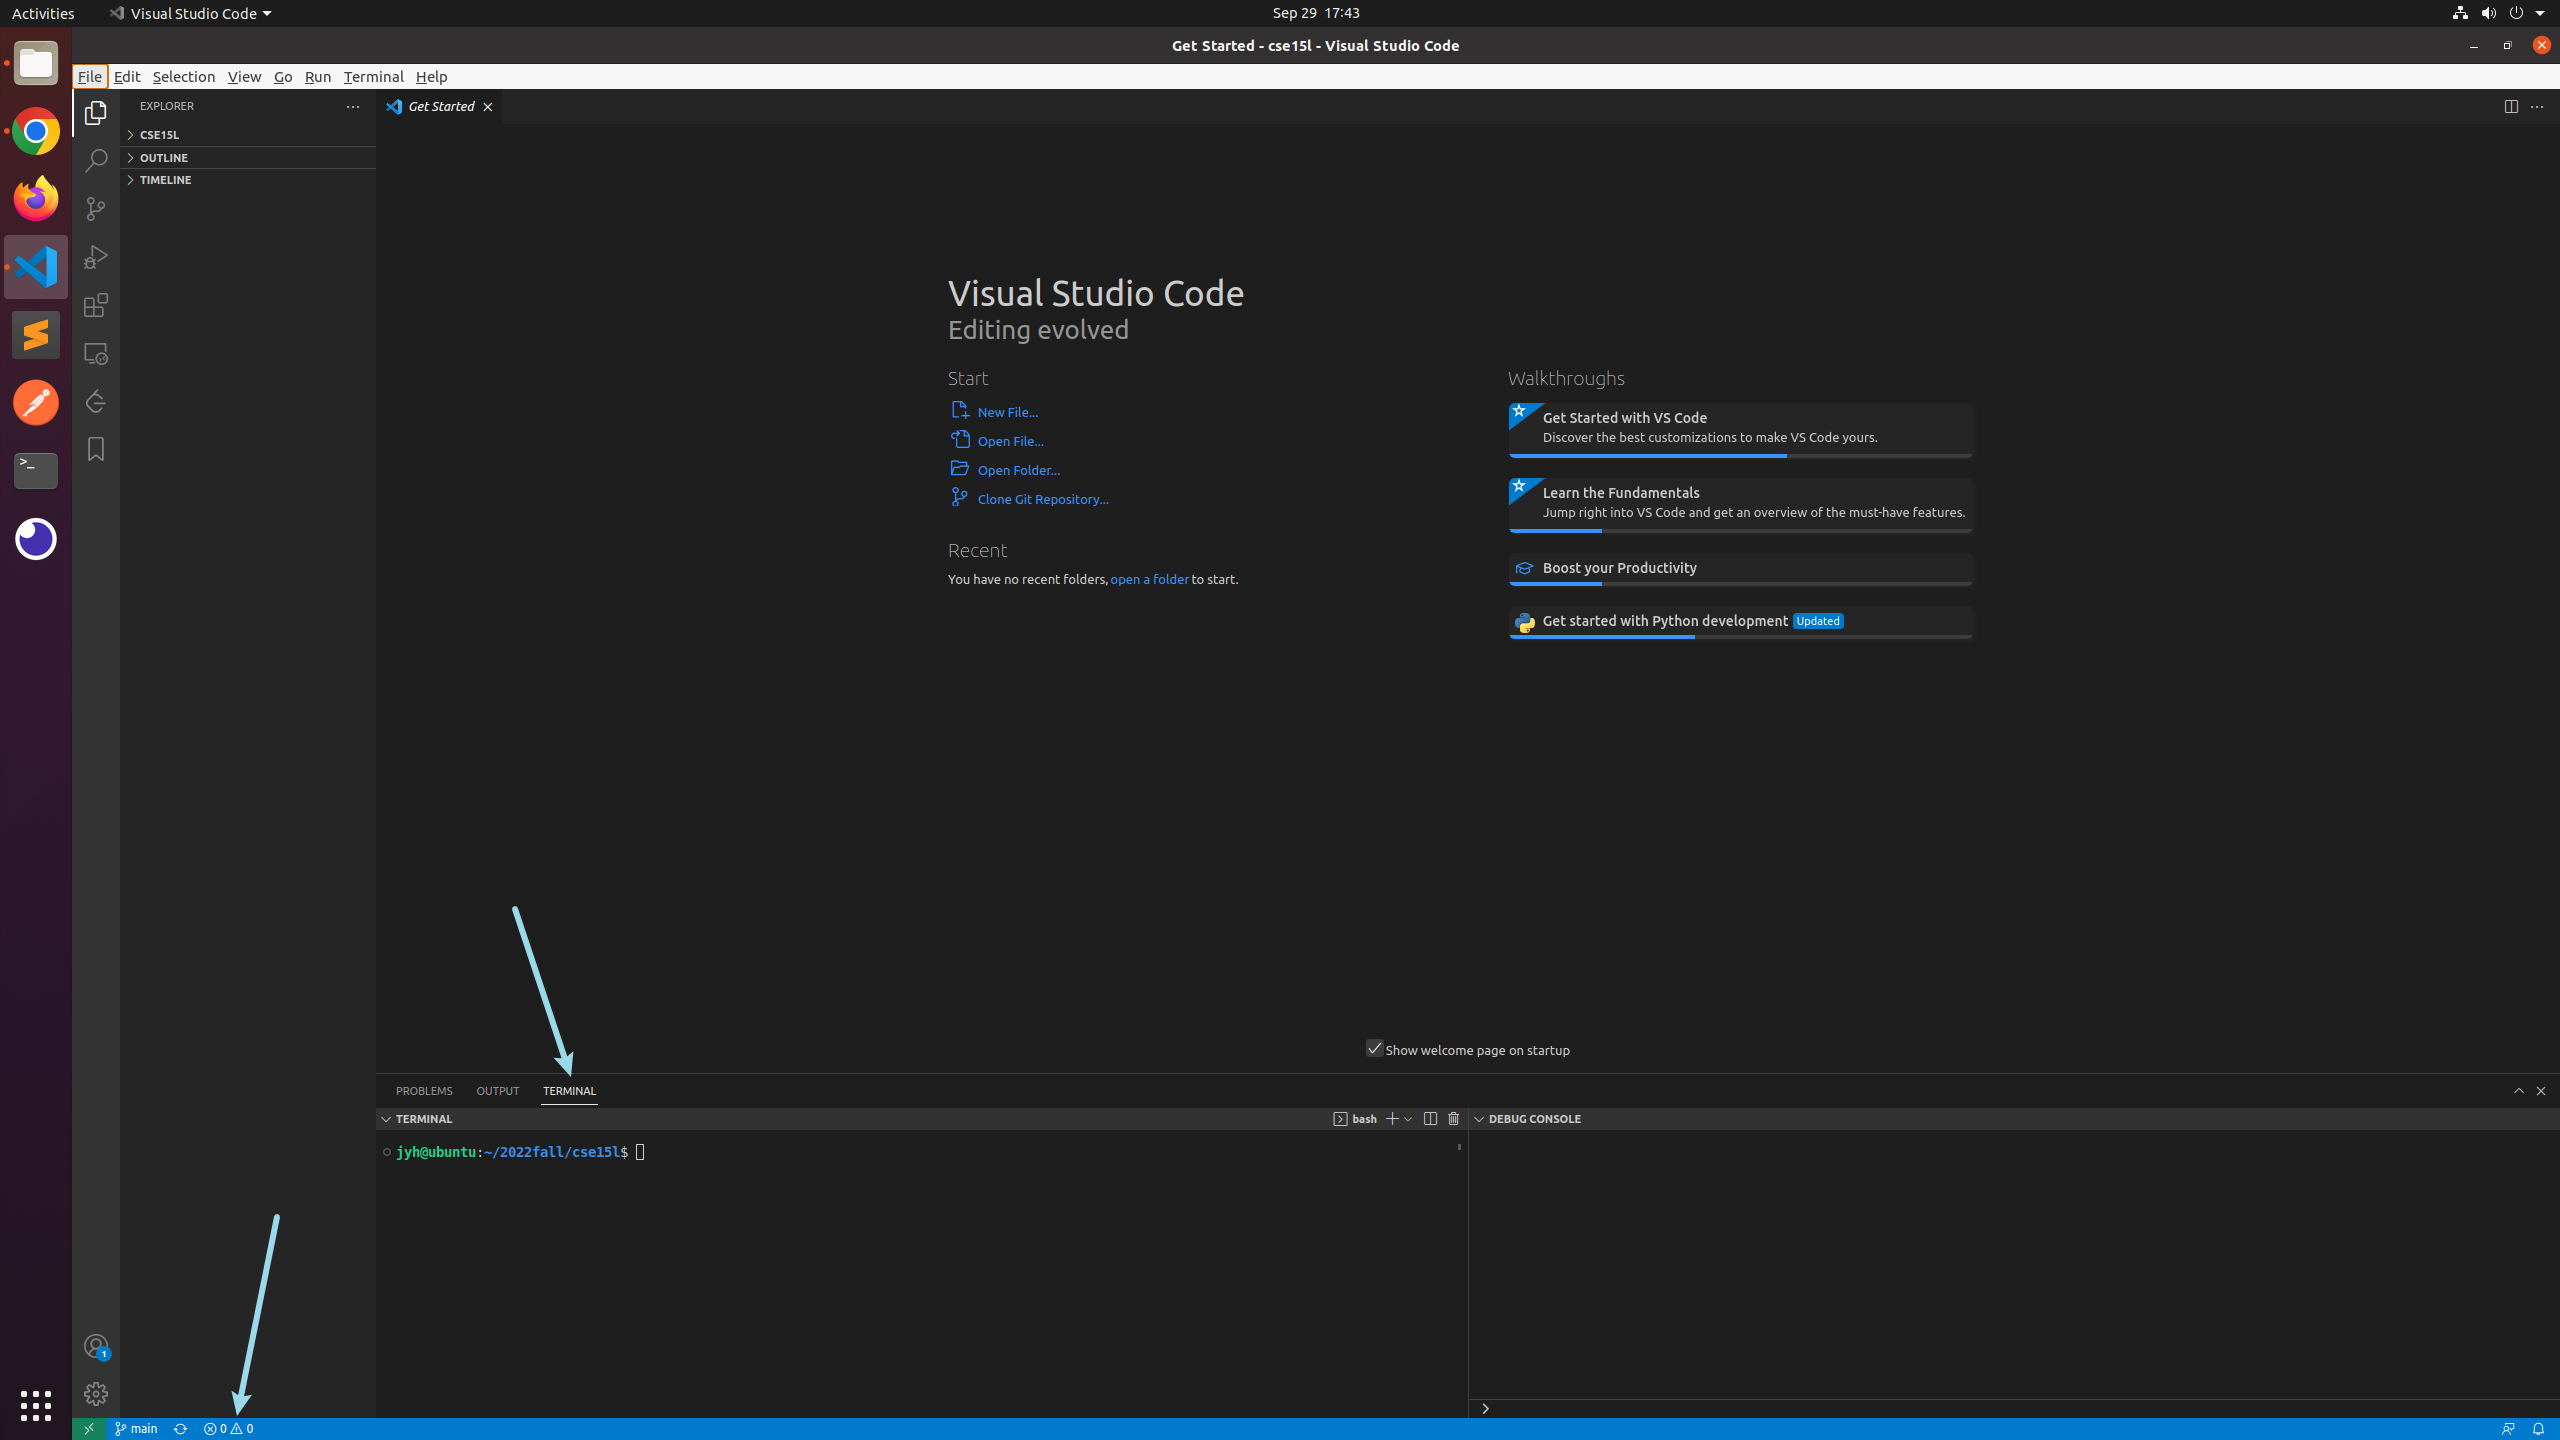 Activities
Visual Studio Code
Sep 29 17:43
Get Started - cse15l - Visual Studio Code
File Edit Selection View Go Run Terminal Help
EXPLORER
CSE15L
OUTLINE
TIMELINE
Get Started
Visual Studio Code
Editing evolved
Start
New File...
Open File...
Open Folder...
Clone Git Repository...
Recent
You have no recent folders, open a folder to start.
Walkthroughs
Get Started with VS Code
Discover the best customizations to make VS Code yours.
Learn the Fundamentals
Jump right into VS Code and get an overview of the must-have features.
Boost your Productivity
Get started with Python development Updated
Show welcome page on startup
PROBLEMS OUTPUT TERMINAL
TERMINAL
bash
DEBUG CONSOLE
jyh@ubuntu:~/2022fall/cse15l$
1
main 0 0